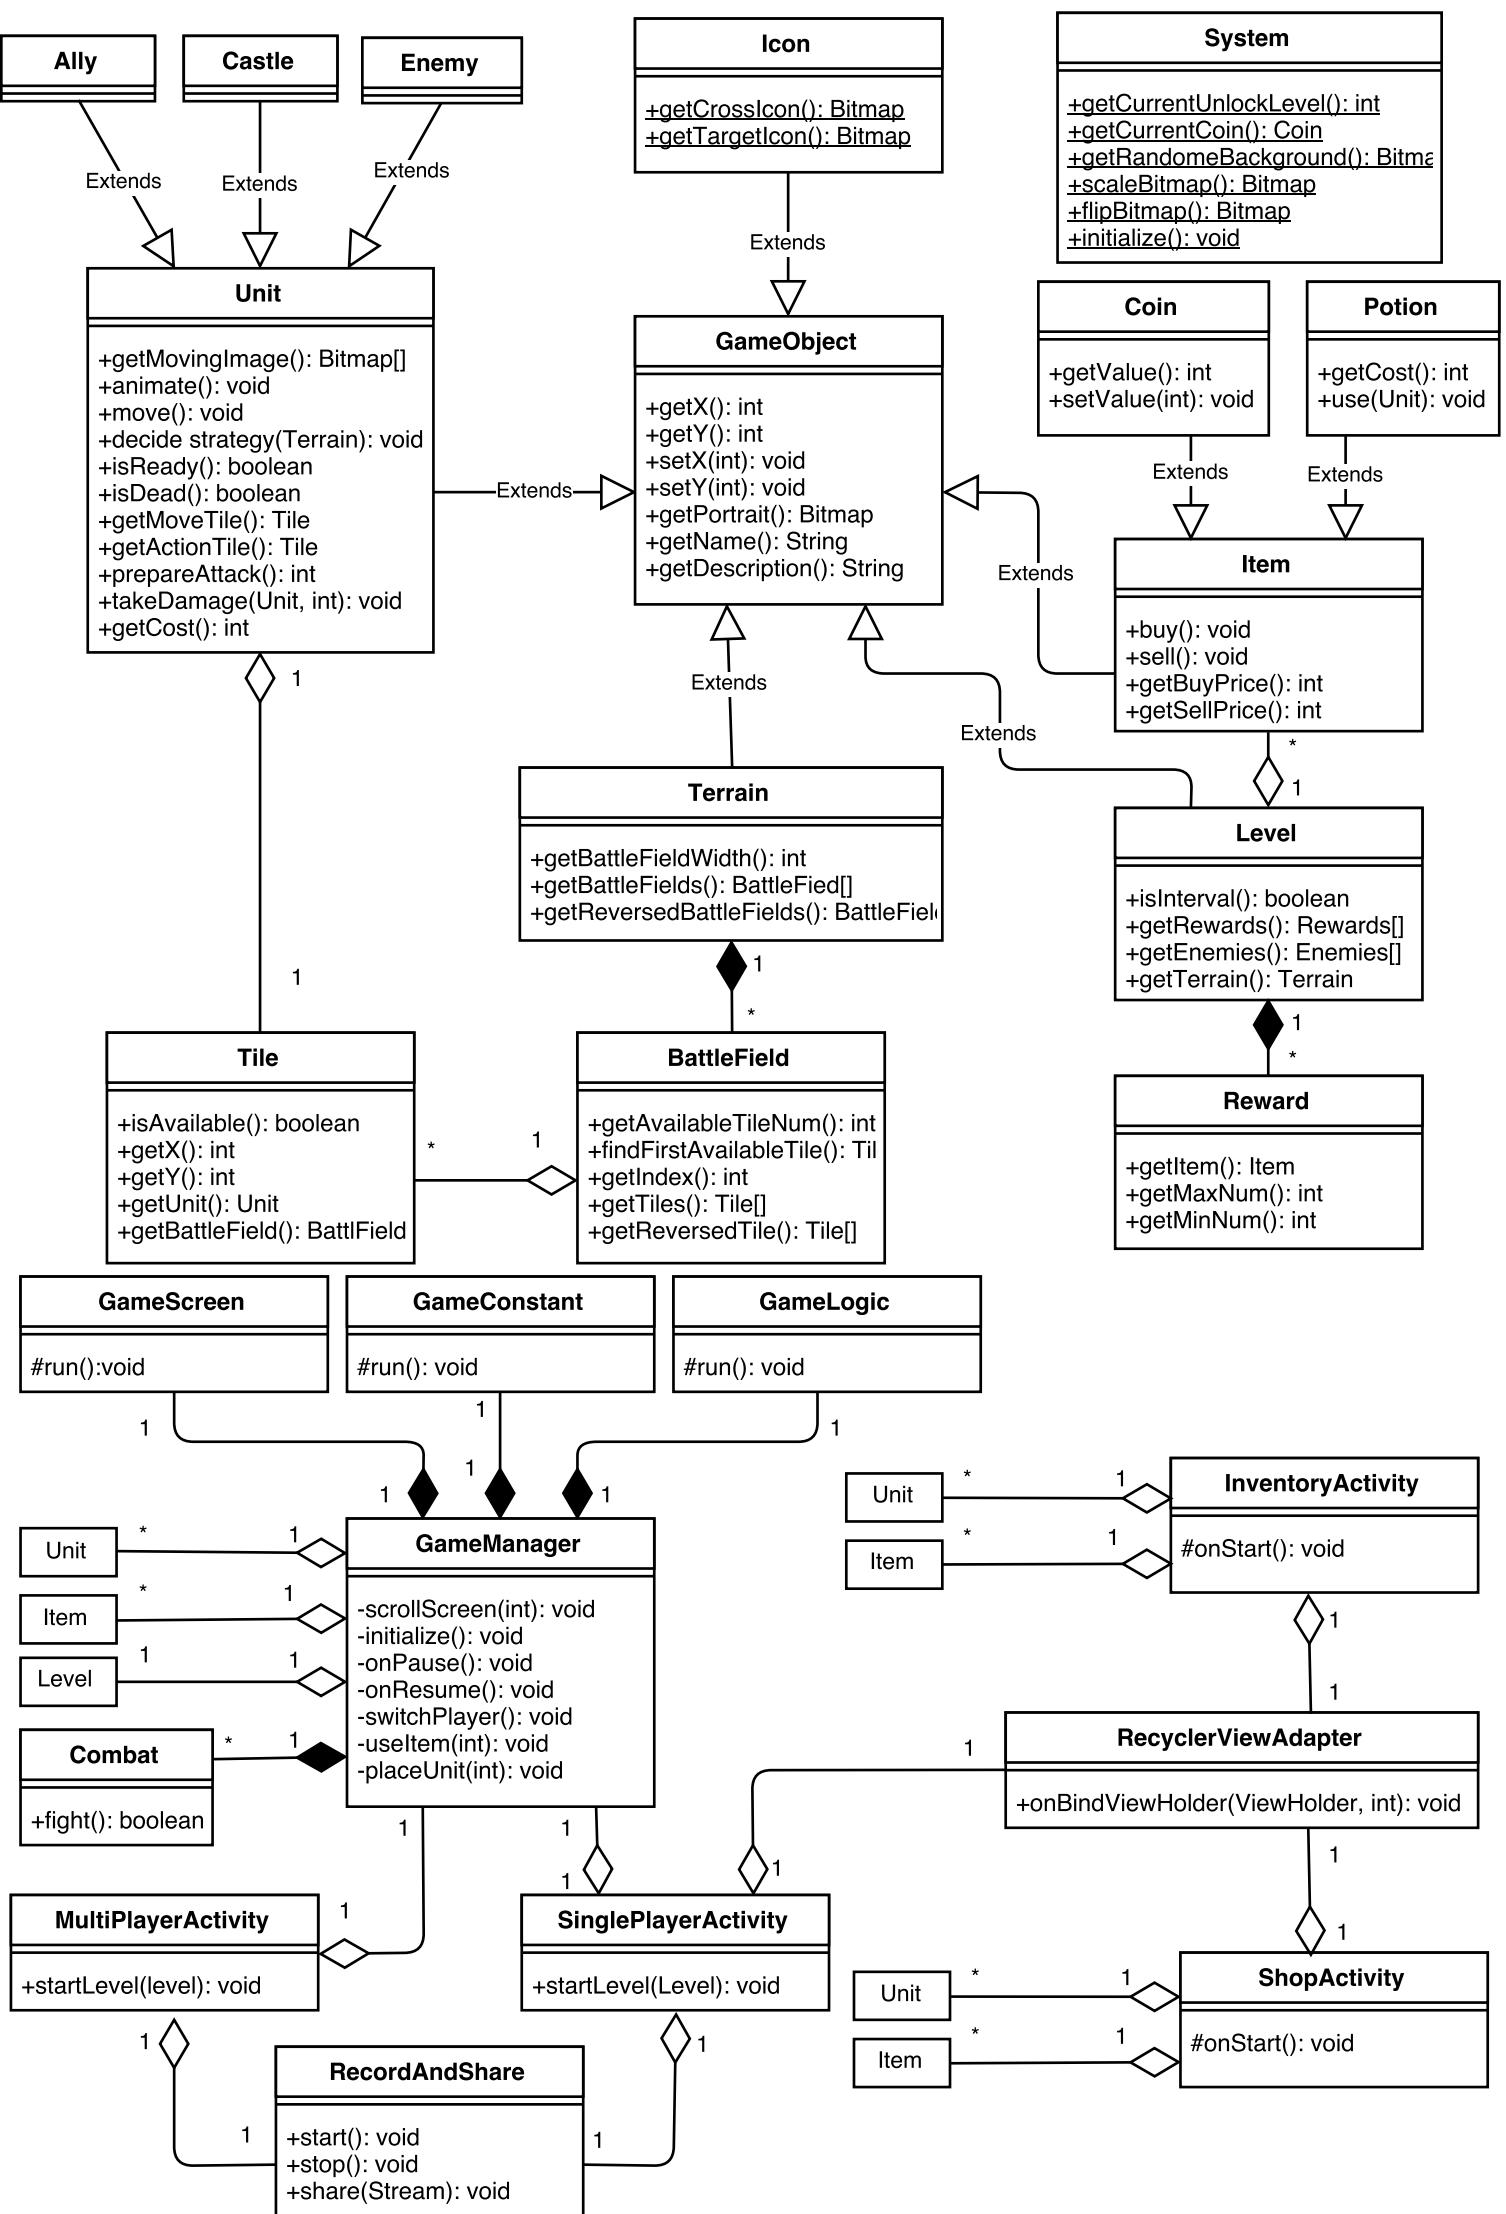 Ally
Castle
Enemy
Extends
Extends
Extends
Icon
+getCrossIcon(): Bitmap
+getTargetIcon(): Bitmap
Extends
System
+getCurrentUnlockLevel(): int
+getCurrentCoin(): Coin
+getRandomeBackground(): Bitma
+scaleBitmap(): Bitmap
+flipBitmap(): Bitmap
+initialize(): void
Unit
+getMovingImage(): Bitmap[]
+animate(): void
+move(): void
+decide strategy(Terrain): void
+isReady(): boolean
+isDead(): boolean
+getMoveTile(): Tile
+getActionTile(): Tile
+prepareAttack(): int
+takeDamage(Unit, int): void
+getCost(): int
Extends
GameObject
+getX(): int
+getY(): int
+setX(int): void
+setY(int): void
+getPortrait(): Bitmap
+getName(): String
+getDescription(): String
Coin
+getValue(): int
+setValue(int): void
Potion
+getCost(): int
+use(Unit): void
Extends
Extends
Extends
Item
+buy(): void
+sell(): void
+getBuyPrice(): int
+getSellPrice(): int
1
1
Extends
Extends
*
1
Terrain
+getBattleFieldWidth(): int
+getBattleFields(): BattleFied[]
+getReversedBattleFields(): BattleField
1
*
Level
+isInterval(): boolean
+getRewards(): Rewards[]
+getEnemies(): Enemies[]
+getTerrain(): Terrain
1
*
Reward
+getItem(): Item
+getMaxNum(): int
+getMinNum(): int
Tile
+isAvailable(): boolean
+getX(): int
+getY(): int
+getUnit(): Unit
+getBattleField(): BattlField
*
1
BattleField
+getAvailableTileNum(): int
+findFirstAvailableTile(): Til
+getIndex(): int
+getTiles(): Tile[]
+getReversedTile(): Tile[]
GameScreen
#run():void
GameConstant
#run(): void
GameLogic
#run(): void
1
1
1
1
1
1
Unit
*
1
Item
*
1
Level
1
1
Combat
+fight(): boolean
*
1
GameManager
-scrollScreen(int): void
-initialize(): void
-onPause(): void
-onResume(): void
-switchPlayer(): void
-useItem(int): void
-placeUnit(int): void
Unit
*
1
Item
*
1
InventoryActivity
#onStart(): void
1
1
RecyclerViewAdapter
+onBindViewHolder(ViewHolder, int): void
1
1
1
1
1
1
1
1
MultiPlayerActivity
+startLevel(level): void
SinglePlayerActivity
+startLevel(Level): void
Unit
*
1
Item
*
1
ShopActivity
#onStart(): void
1
1
1
1
RecordAndShare
+start(): void
+stop(): void
+share(Stream): void